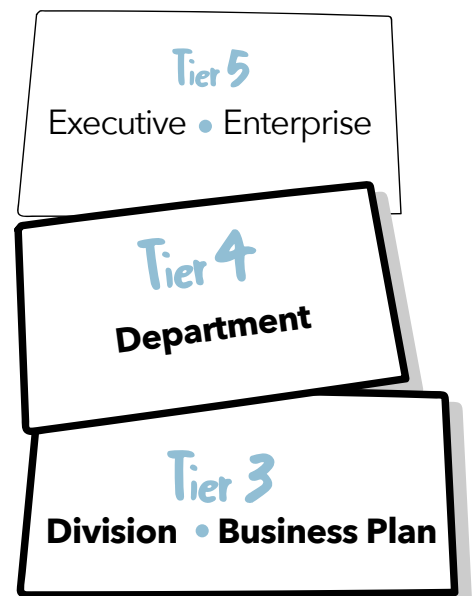 Tier 5
Executive • Enterprise
Tier 4
Department
Tier 3
Division • Business Plan